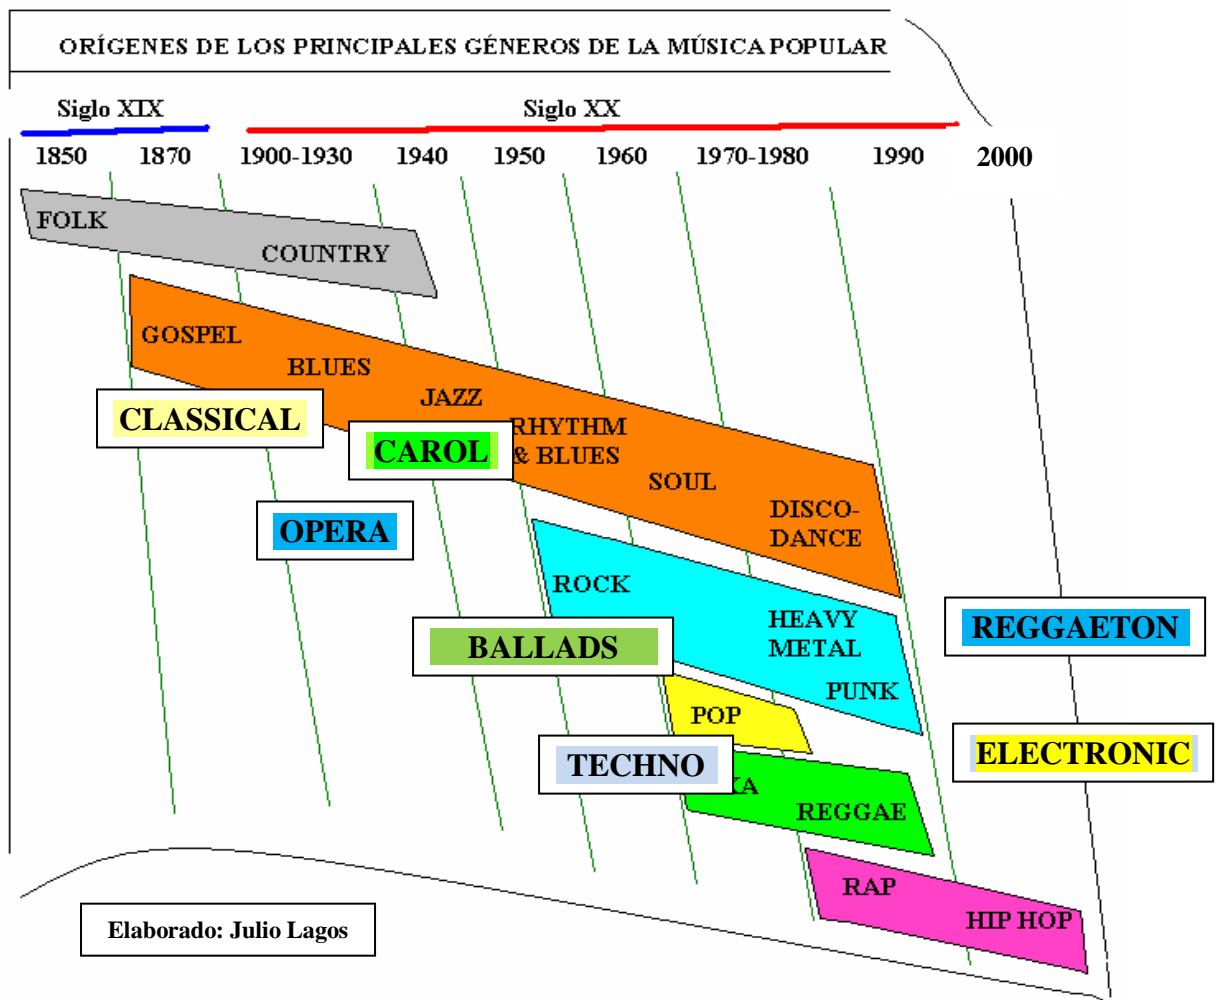 ORÍGENES DE LOS PRINCIPALES GÉNEROS DE LA MÚSICA POPULAR
Siglo XIX
Siglo XX
1850
1870
1900-1930
1940
1950
1960
1970-1980
1990
2000
FOLK
COUNTRY
GOSPEL
BLUES
JAZZ
CLASSICAL
CAROL
RHYTHM
& BLUES
SOUL
DISCO-
DANCE
OPERA
ROCK
HEAVY
METAL
PUNK
BALLADS
REGGAETON
POP
TECHNO
ELECTRONIC
KA
REGGAE
RAP
HIP HOP
Elaborado: Julio Lagos